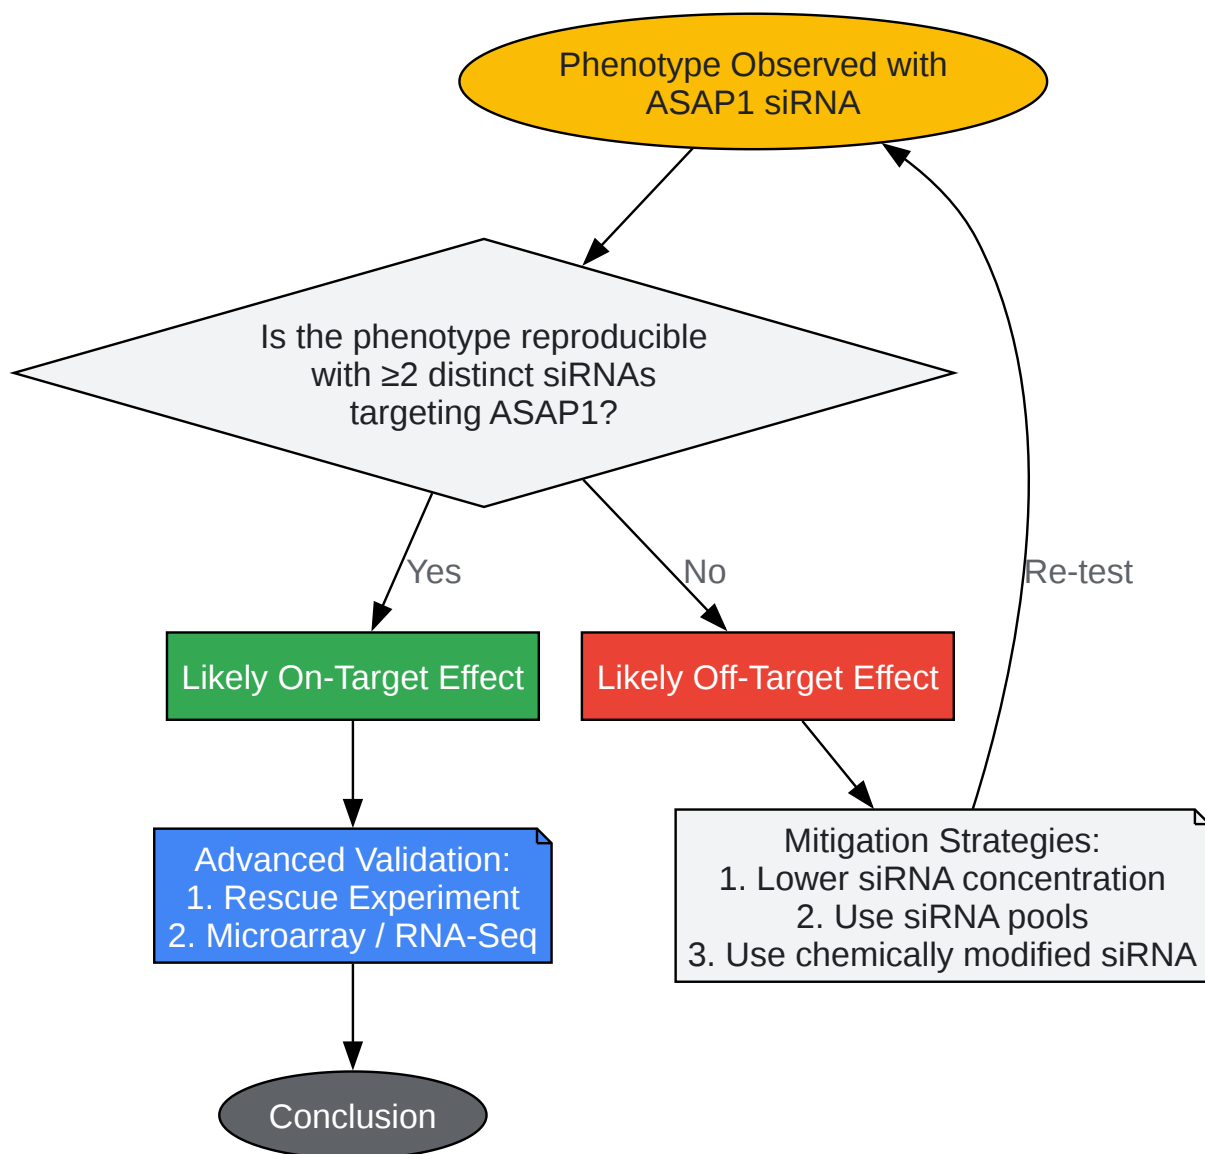 Phenotype Observed with
ASAP1 siRNA
Is the phenotype reproducible
with ≥2 distinct siRNAs
targeting ASAP1?
Yes
No
Re-test
Likely On-Target Effect
Likely Off-Target Effect
Advanced Validation:
1. Rescue Experiment
2. Microarray / RNA-Seq
Mitigation Strategies:
1. Lower siRNA concentration
2. Use siRNA pools
3. Use chemically modified siRNA
Conclusion